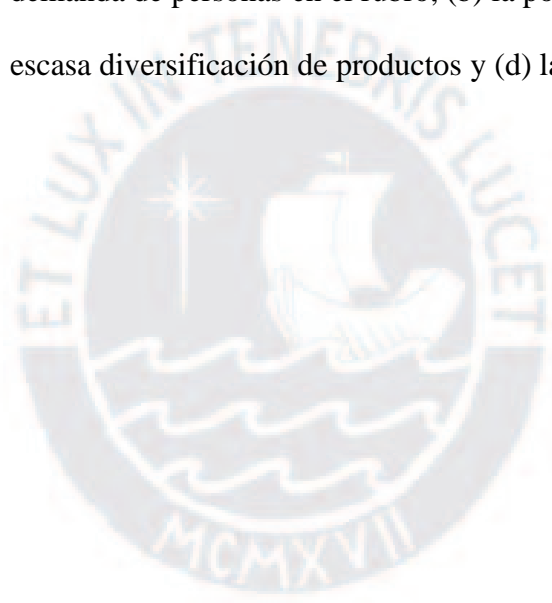 demanda de personas en el rubro, (b) la po
escasa diversificación de productos y (d) la
ET LUX IN TENEBRIS LUCET
MCMXVII